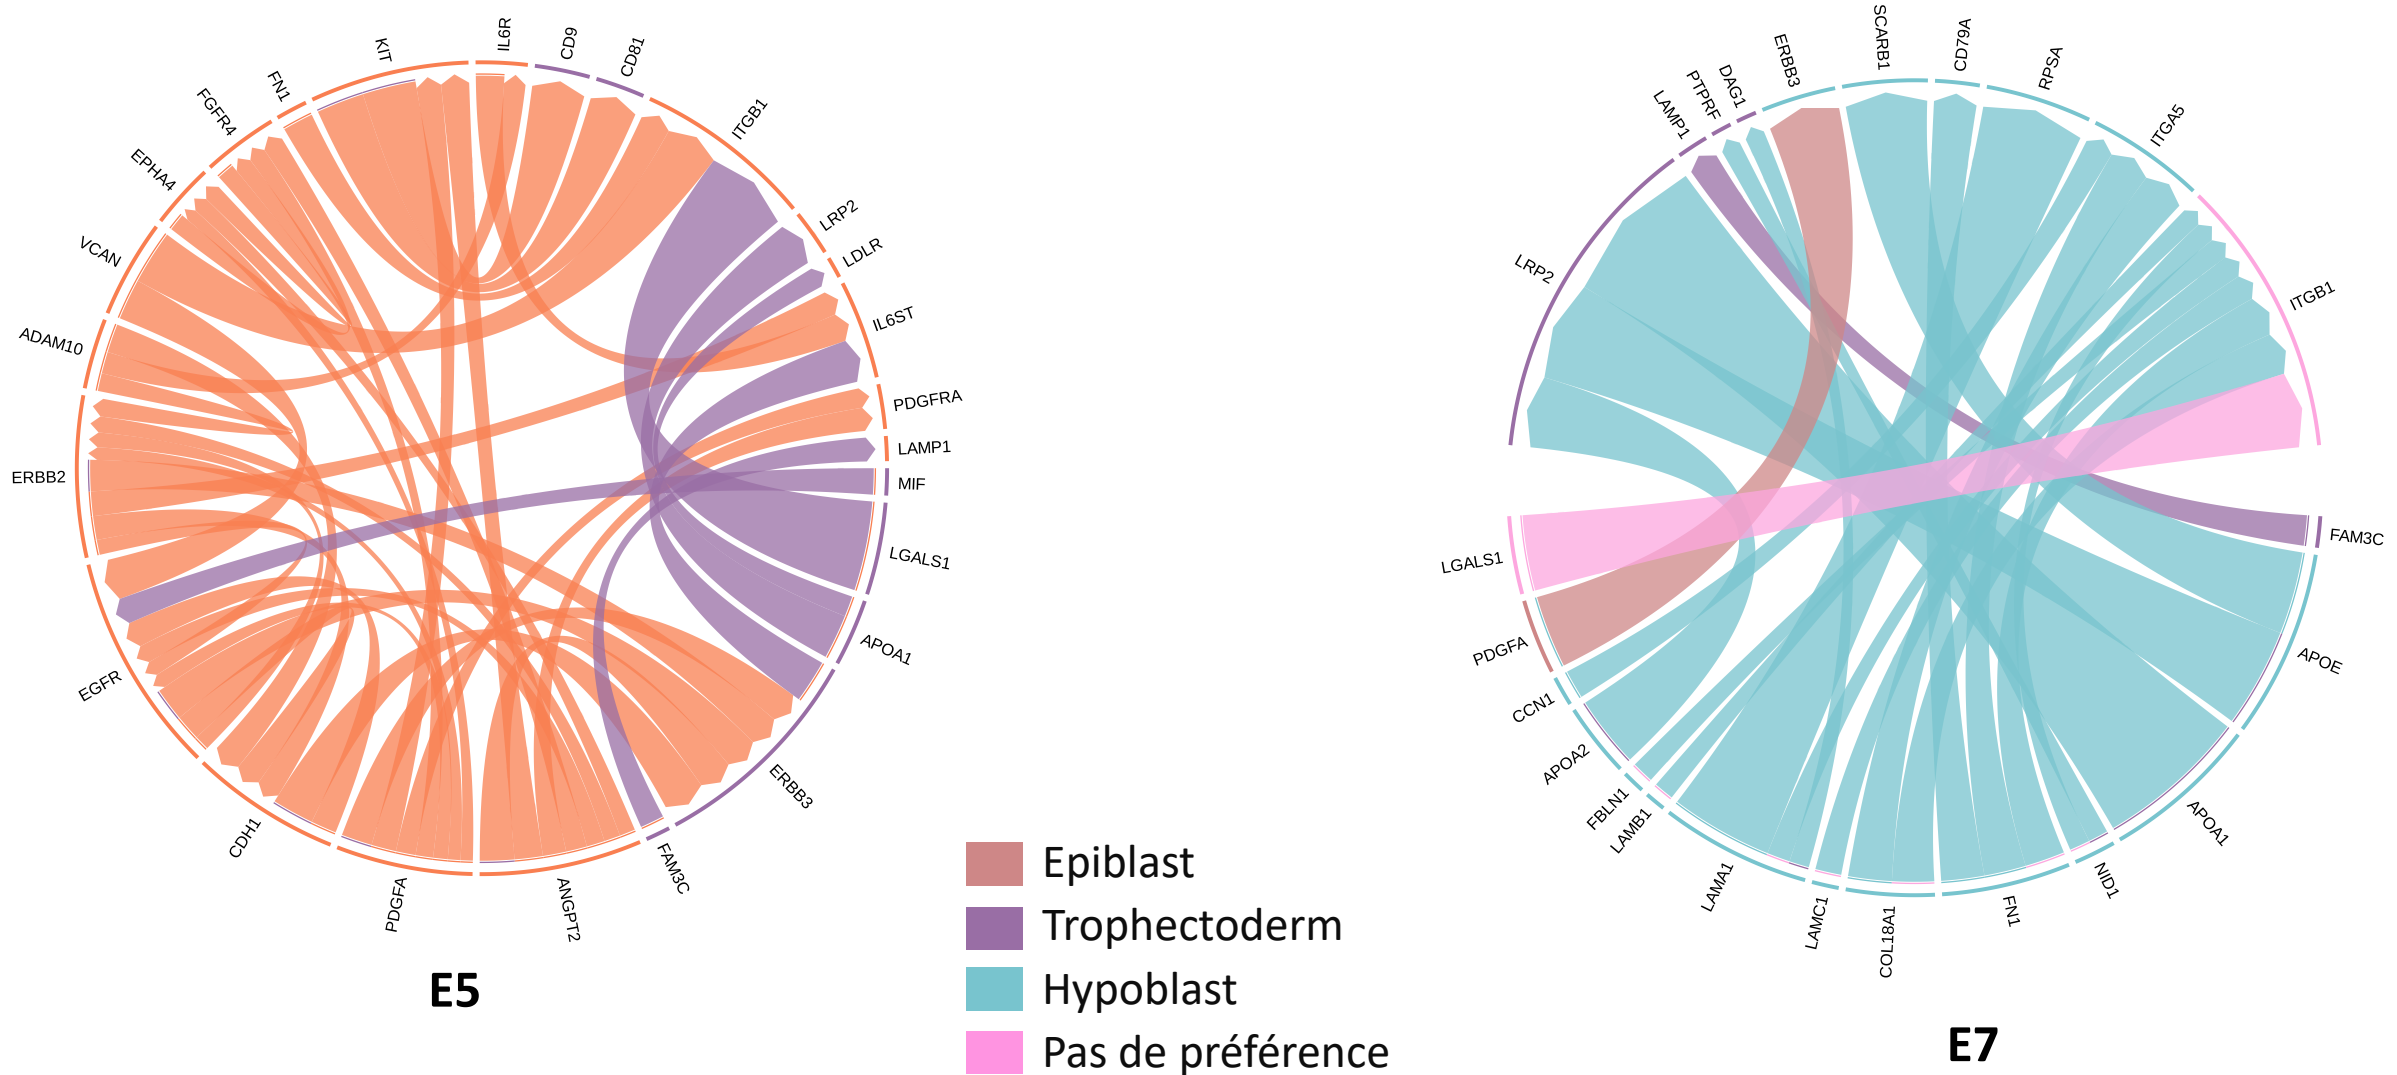 KIT
IL6R
CD9
CD81
ITGB1
LRP2
LDLR
IL6ST
PDGFRA
LAMP1
MIF
LGALS1
APOA1
ERBB3
FAM3C
ANGPT2
PDGFA
CDH1
EGFR
ERBB2
ADAM10
VCAN
EPHA4
FGFR4
FN1
E5
Epiblast
Trophectoderm
Hypoblast
Pas de préférence
LRP2
LAMP1
PTPRF
DAG1
ERBB3
SCARB1
CD79A
RPSA
ITGA5
ITGB1
FAM3C
APOE
APOA1
NID1
FN1
COL18A1
LAMC1
LAMA1
LAMB1
FBLN1
APOA2
CCN1
PDGFA
LGALS1
E7